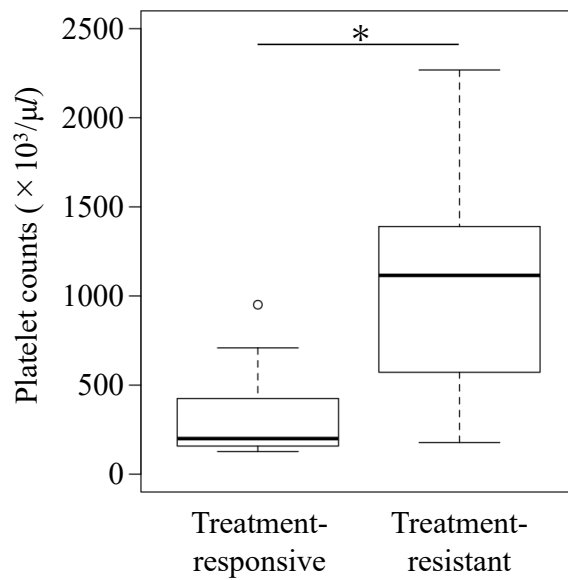 Platelet counts (×10³/μl)
2500
2000
1500
1000
500
0
*
Treatment-
responsive
Treatment-
resistant